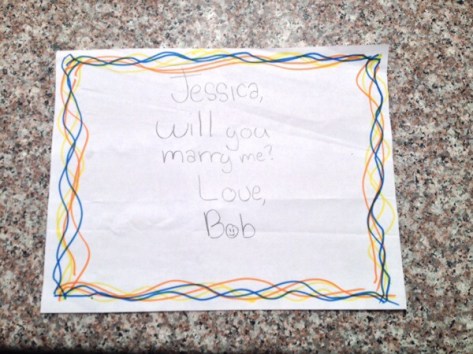 Jessica,
will you
marry me?
Love,
Bob